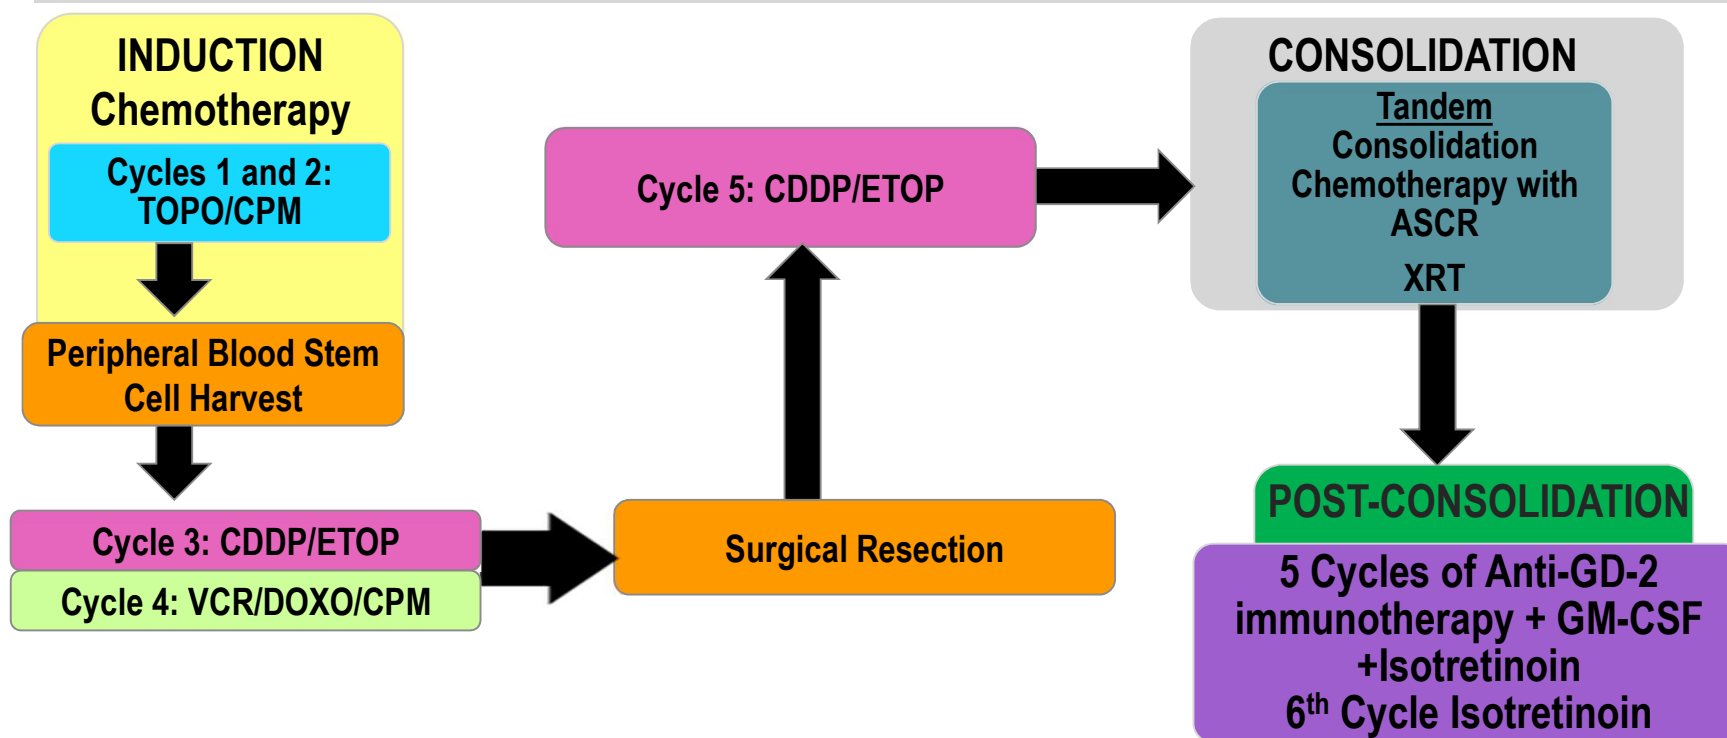 INDUCTION
Chemotherapy
Cycles 1 and 2:
TOPO/CPM
Peripheral Blood Stem
Cell Harvest
Cycle 3: CDDP/ETOP
Cycle 4: VCR/DOXO/CPM
Surgical Resection
Cycle 5: CDDP/ETOP
CONSOLIDATION
Tandem
Consolidation
Chemotherapy with
ASCR
XRT
POST-CONSOLIDATION
5 Cycles of Anti-GD-2
immunotherapy + GM-CSF
+Isotretinoin
6th Cycle Isotretinoin